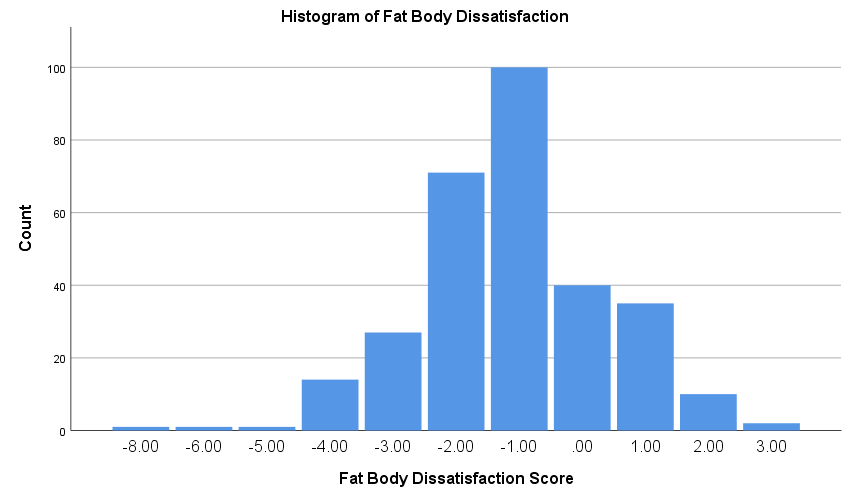 Histogram of Fat Body Dissatisfaction
100
80
60
40
20
0
Count
-8.00 -6.00 -5.00 -4.00 -3.00 -2.00 -1.00 .00 1.00 2.00 3.00
Fat Body Dissatisfaction Score